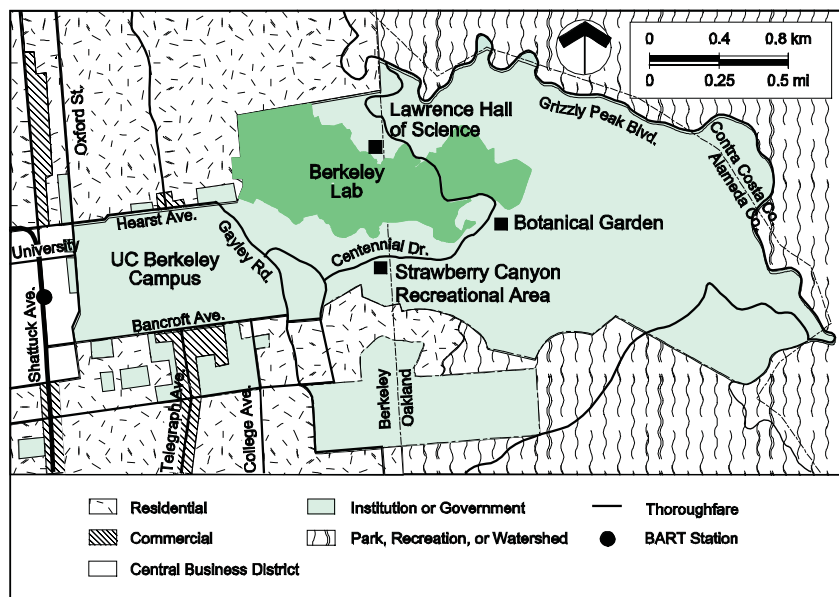 0 0.4 0.8 km
0 0.25 0.5 mi
Oxford St.
Lawrence Hall
of Science
Grizzly Peak Blvd.
Contra Costa Co.
Alameda Co.
Berkeley
Lab
Hearst Ave.
Botanical Garden
University
UC Berkeley
Campus
Gayley Rd.
Centennial Dr.
Strawberry Canyon
Recreational Area
Shattuck Ave.
Bancroft Ave.
Telegraph Ave.
College Ave.
Berkeley
Oakland
Residential
Institution or Government
Thoroughfare
Commercial
Park, Recreation, or Watershed
BART Station
Central Business District